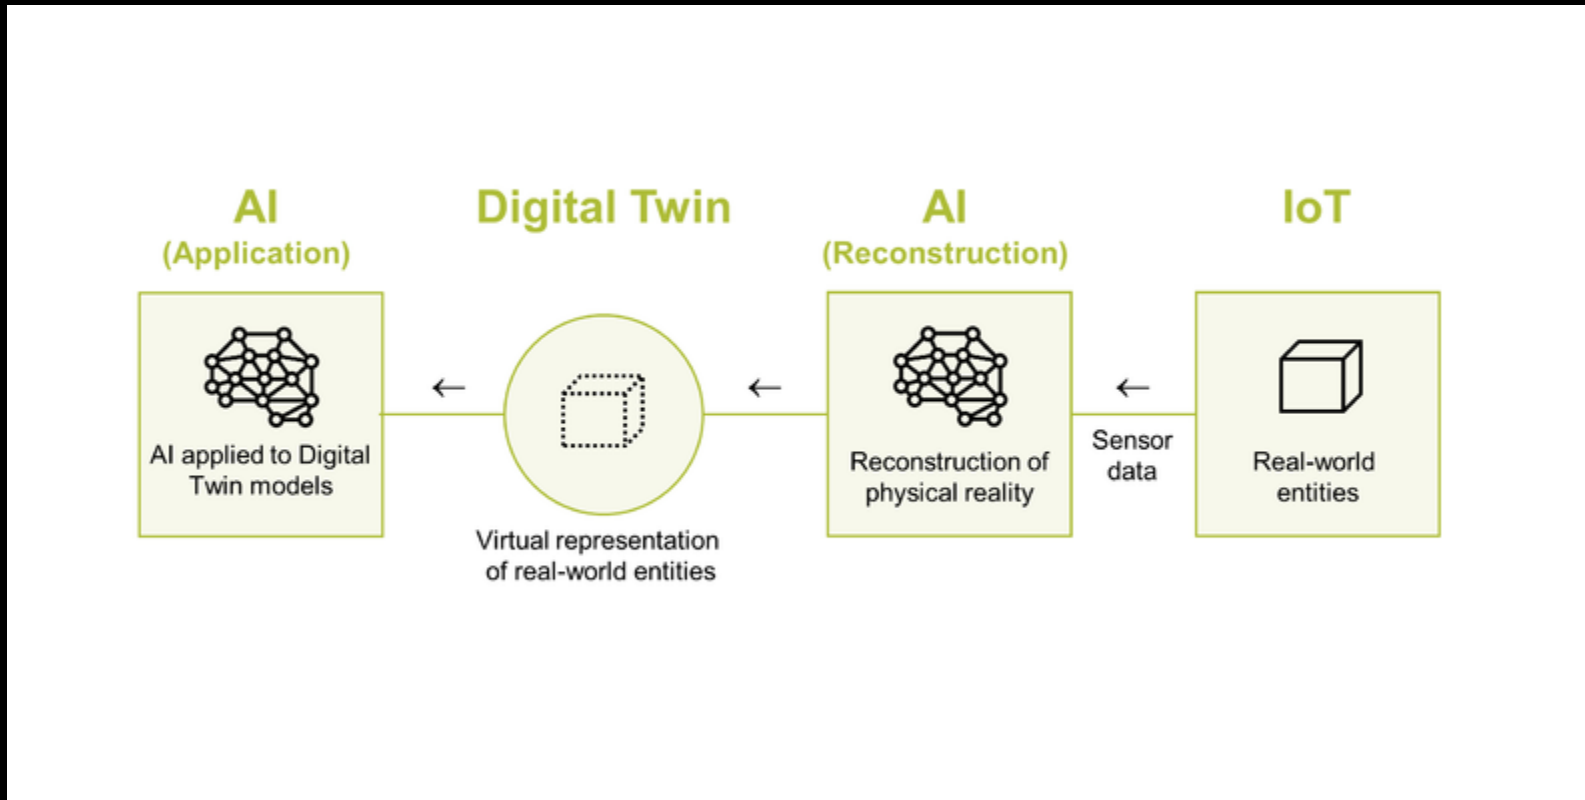 AI
(Application)
AI applied to Digital
Twin models
Digital Twin
Virtual representation
of real-world entities
AI
(Reconstruction)
Reconstruction of
physical reality
Sensor
data
IoT
Real-world
entities